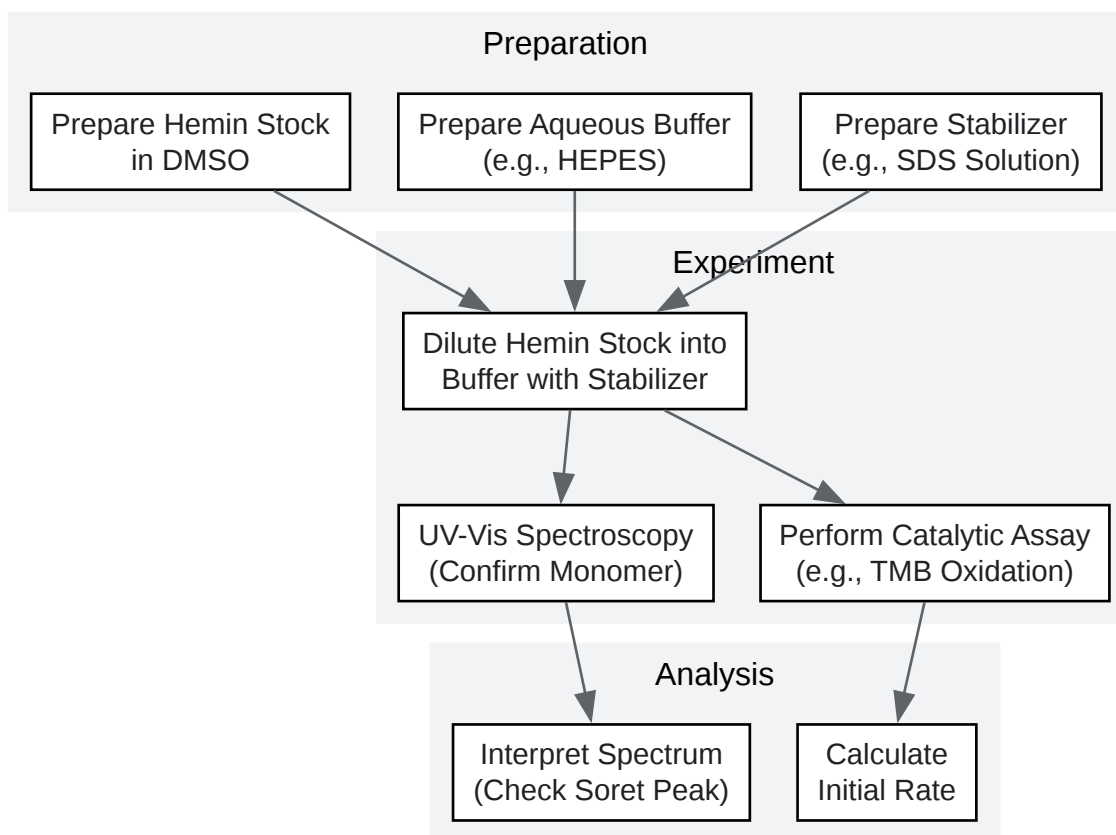 Preparation
Prepare Hemin Stock
in DMSO
Prepare Aqueous Buffer
(e.g., HEPES)
Prepare Stabilizer
(e.g., SDS Solution)
Experiment
Dilute Hemin Stock into
Buffer with Stabilizer
UV-Vis Spectroscopy
(Confirm Monomer)
Perform Catalytic Assay
(e.g., TMB Oxidation)
Analysis
Interpret Spectrum
(Check Soret Peak)
Calculate
Initial Rate